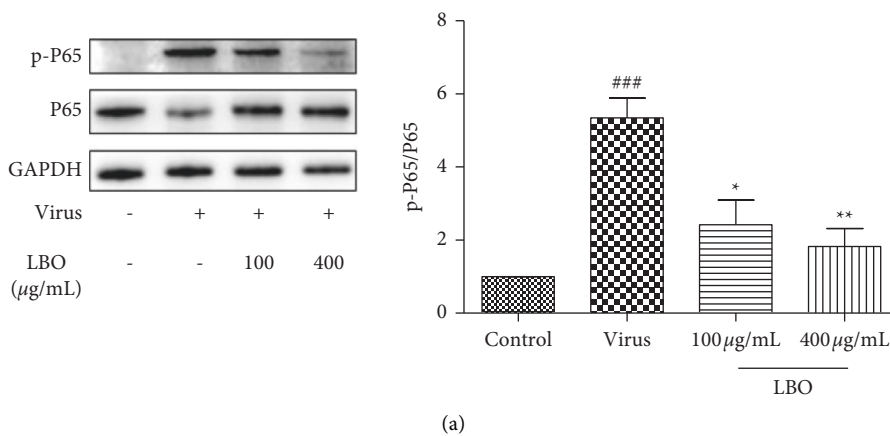 p-P65
P65
GAPDH
Virus - + + +
LBO - - 100 400
(μg/mL)
p-P65/P65
8
6
4
2
0
###
*
**
Control Virus 100 μg/mL 400 μg/mL
LBO
(a)